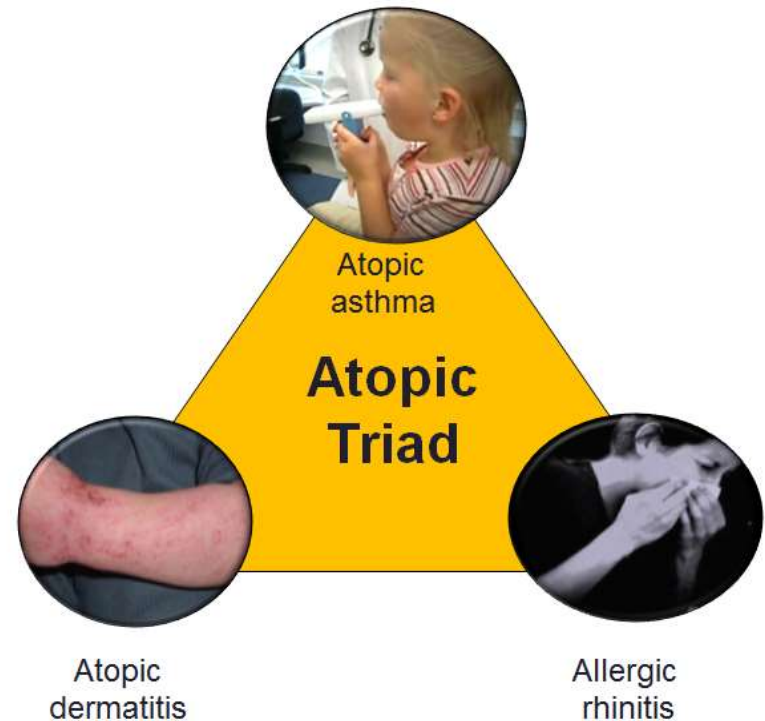 Atopic
asthma
Atopic
Triad
Atopic
dermatitis
Allergic
rhinitis